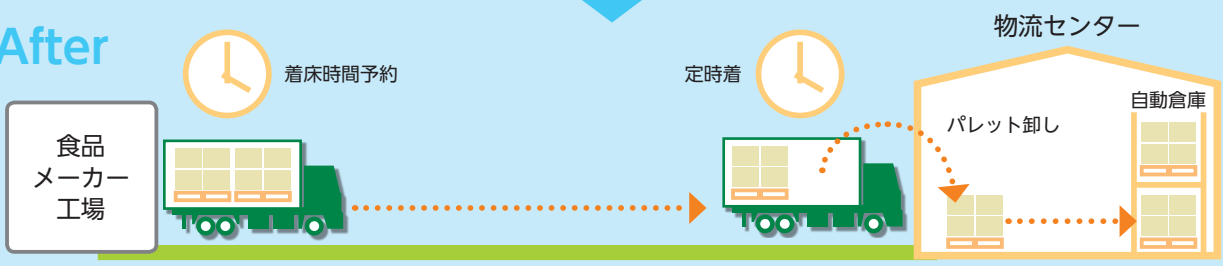 After
着床時間予約
定時着
物流センター
自動倉庫
パレット卸し
食品
メーカー
工場